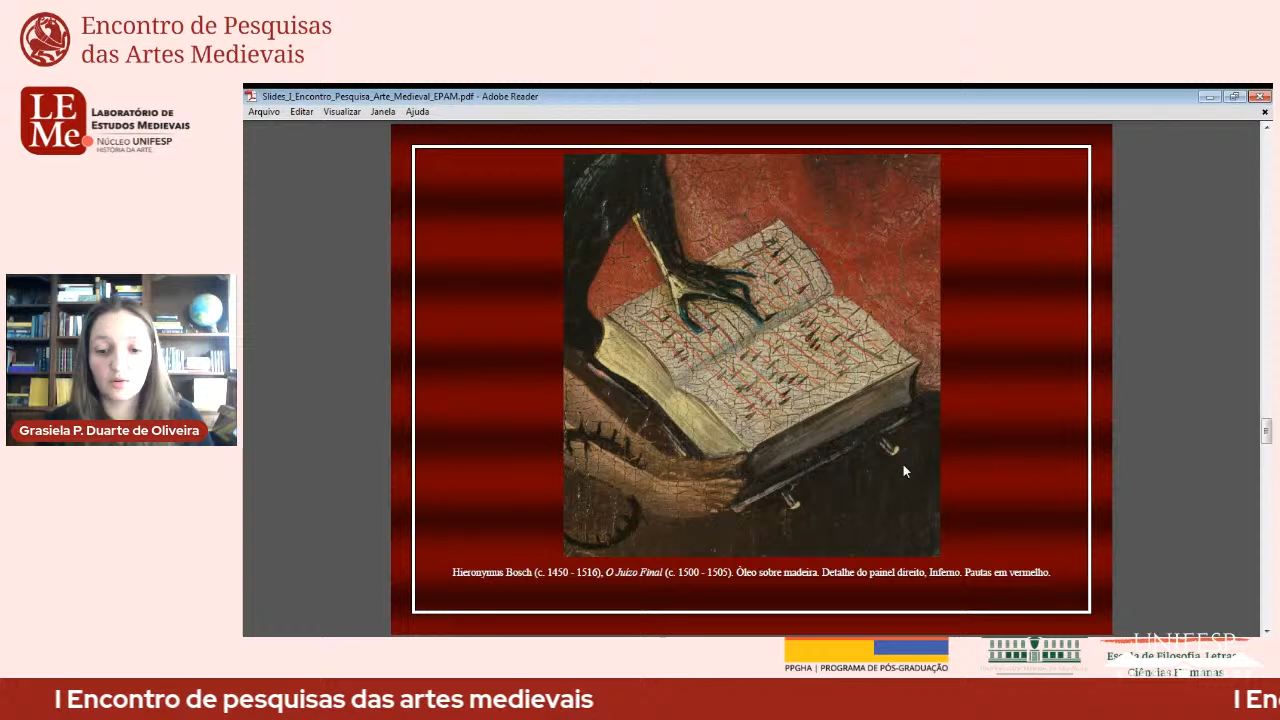 Encontro de Pesquisas
das Artes Medievais
LE
Me
LABORATÓRIO DE
ESTUDOS MEDIEVAIS
NÚCLEO UNIFESP
HISTÓRIA DA ARTE
Slides_I_Encontro_Pesquisa_Arte_Medieval_EPAM.pdf - Adobe Reader
Arquivo Editar Visualizar Janela Ajuda
Grasiela P. Duarte de Oliveira
Hieronymus Bosch (c. 1450 - 1516), O Juízo Final (c. 1500 - 1505). Óleo sobre madeira. Detalhe do painel direito, Inferno. Pautas em vermelho.
PPGHA | PROGRAMA DE PÓS-GRADUAÇÃO
UNIFESP
Escola de Filosofia, Letras
Ciências Humanas
I Encontro de pesquisas das artes medievais
I En